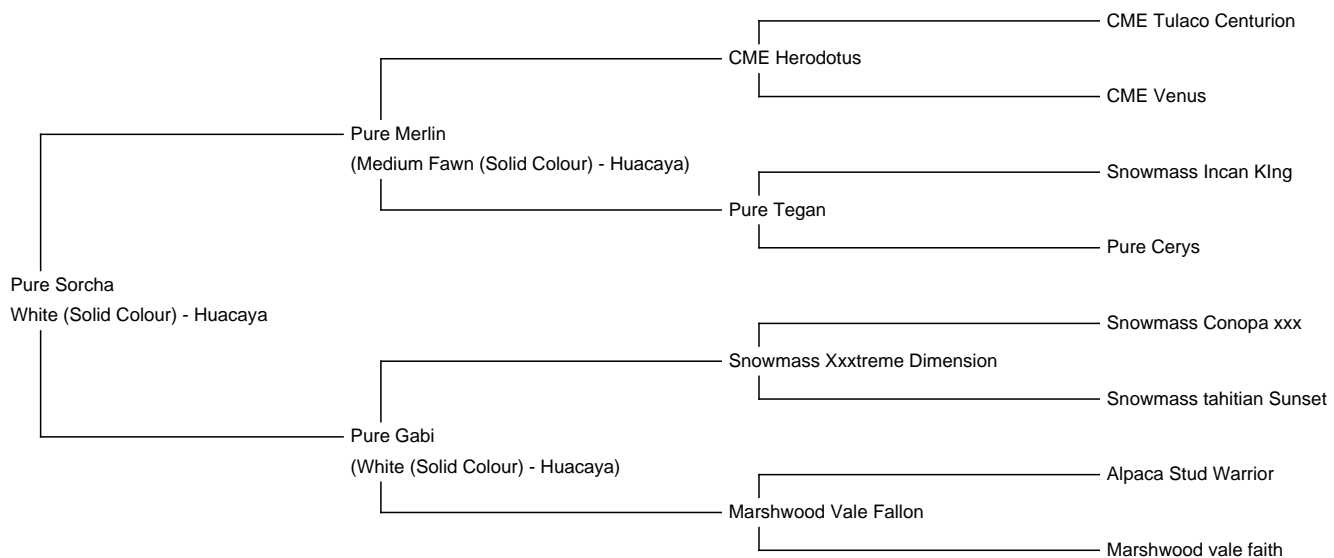 CME Tulaco Centurion
CME Herodotus
CME Venus
Pure Merlin
(Medium Fawn (Solid Colour) - Huacaya)
Snowmass Incan KIng
Pure Tegan
Pure Cerys
Pure Sorcha
White (Solid Colour) - Huacaya
Snowmass Conopa xxx
Snowmass Xxxtreme Dimension
Snowmass tahitian Sunset
Pure Gabi
(White (Solid Colour) - Huacaya)
Alpaca Stud Warrior
Marshwood Vale Fallon
Marshwood vale faith